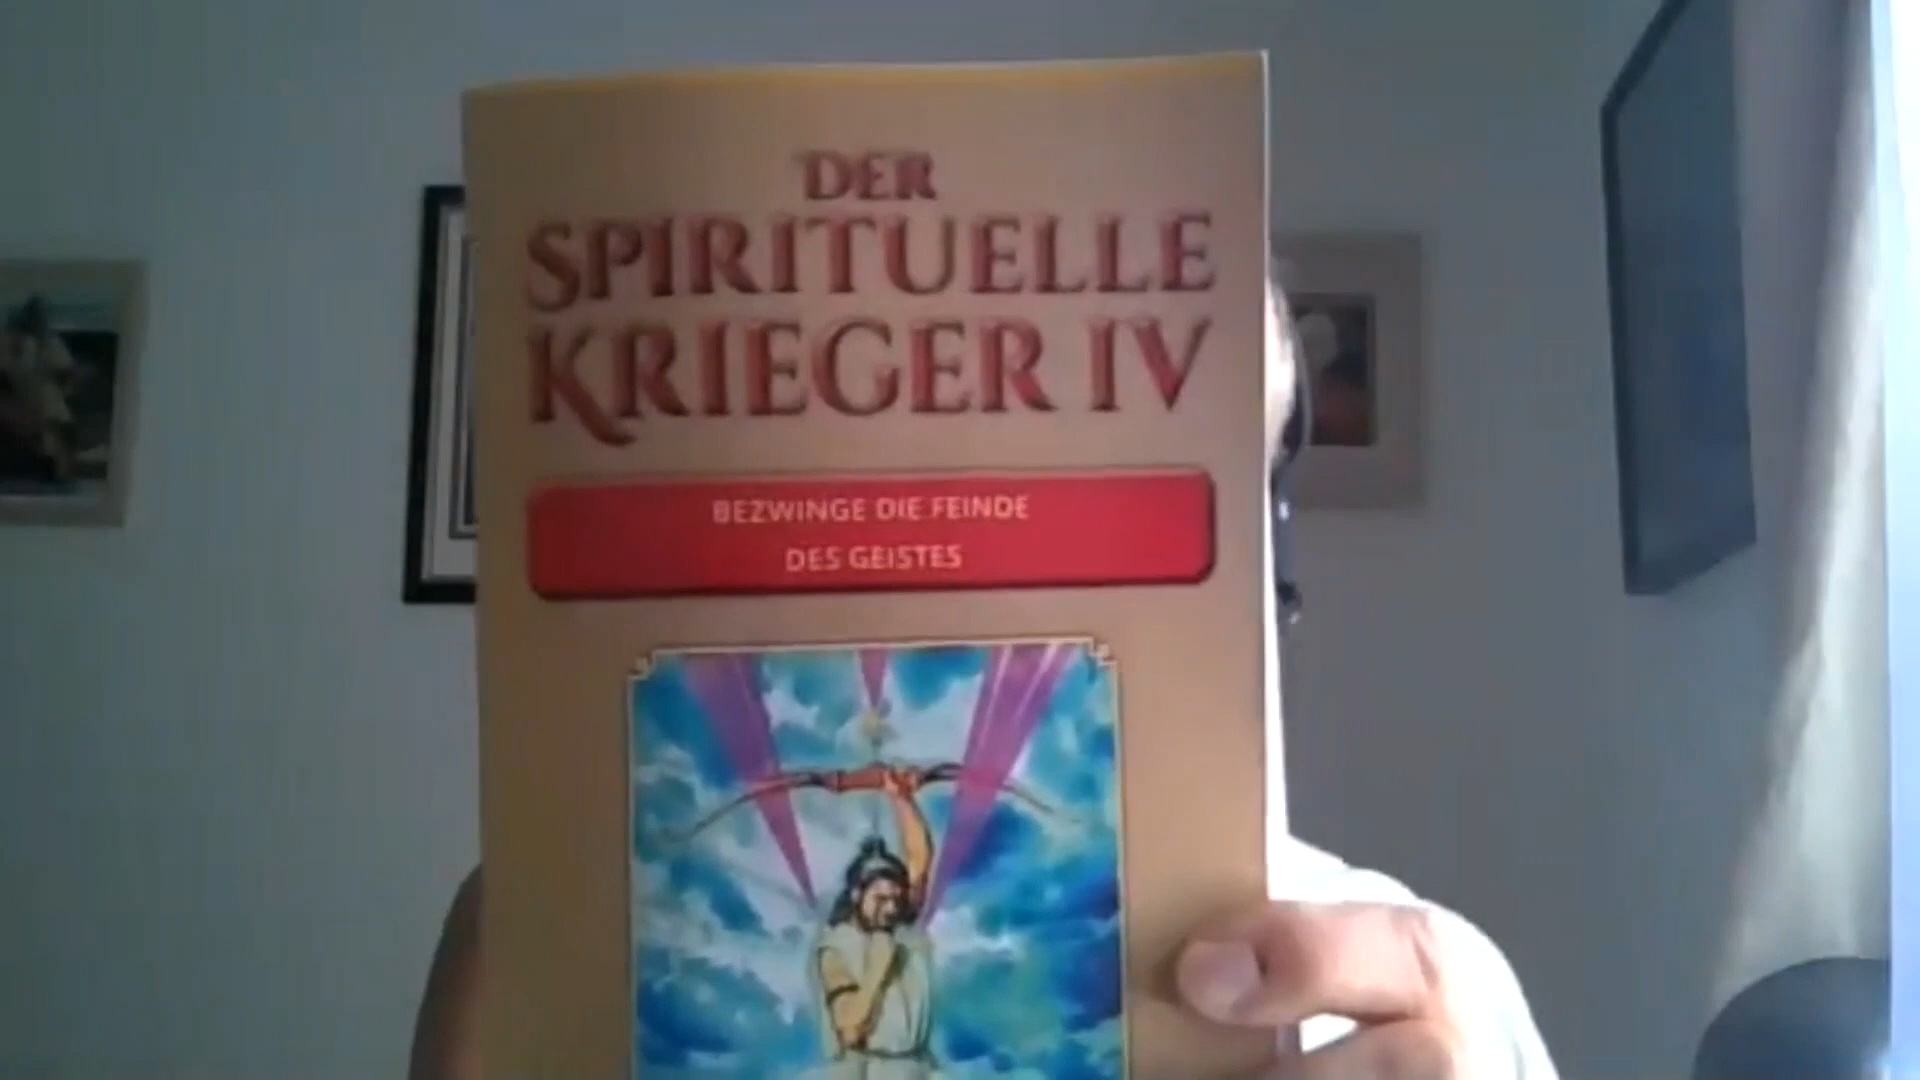 DER
SPIRITUELLE
KRIEGER IV
BEZWINGE DIE FEINDE
DES GEISTES